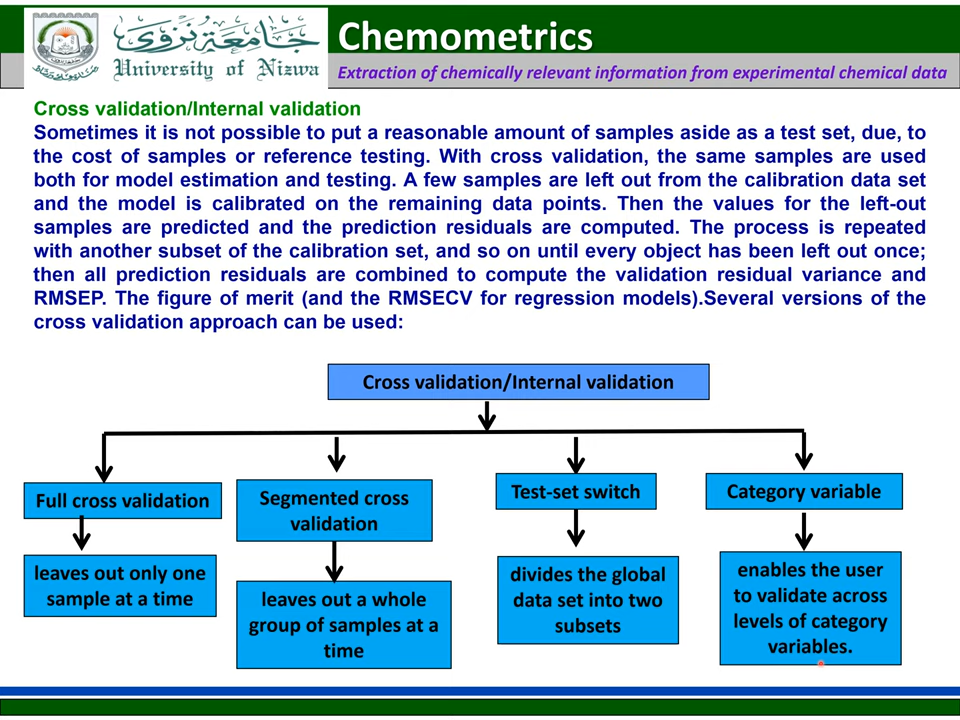 جامعة نزوى
University of Nizwa
Chemometrics
Extraction of chemically relevant information from experimental chemical data
Cross validation/Internal validation
Sometimes it is not possible to put a reasonable amount of samples aside as a test set, due, to
the cost of samples or reference testing. With cross validation, the same samples are used
both for model estimation and testing. A few samples are left out from the calibration data set
and the model is calibrated on the remaining data points. Then the values for the left-out
samples are predicted and the prediction residuals are computed. The process is repeated
with another subset of the calibration set, and so on until every object has been left out once;
then all prediction residuals are combined to compute the validation residual variance and
RMSEP. The figure of merit (and the RMSECV for regression models).Several versions of the
cross validation approach can be used:
Cross validation/Internal validation
Full cross validation
leaves out only one
sample at a time
Segmented cross
validation
leaves out a whole
group of samples at a
time
Test-set switch
divides the global
data set into two
subsets
Category variable
enables the user
to validate across
levels of category
variables.